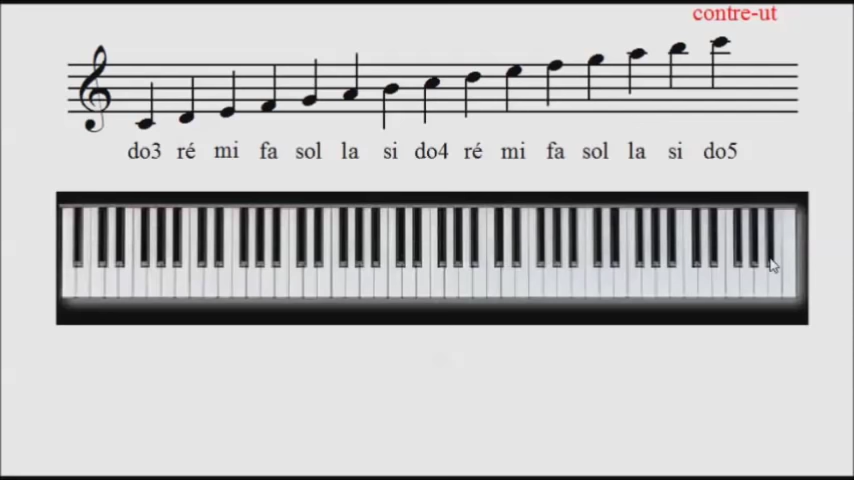 contre-ut
do3 ré mi fa sol la si do4 ré mi fa sol la si do5